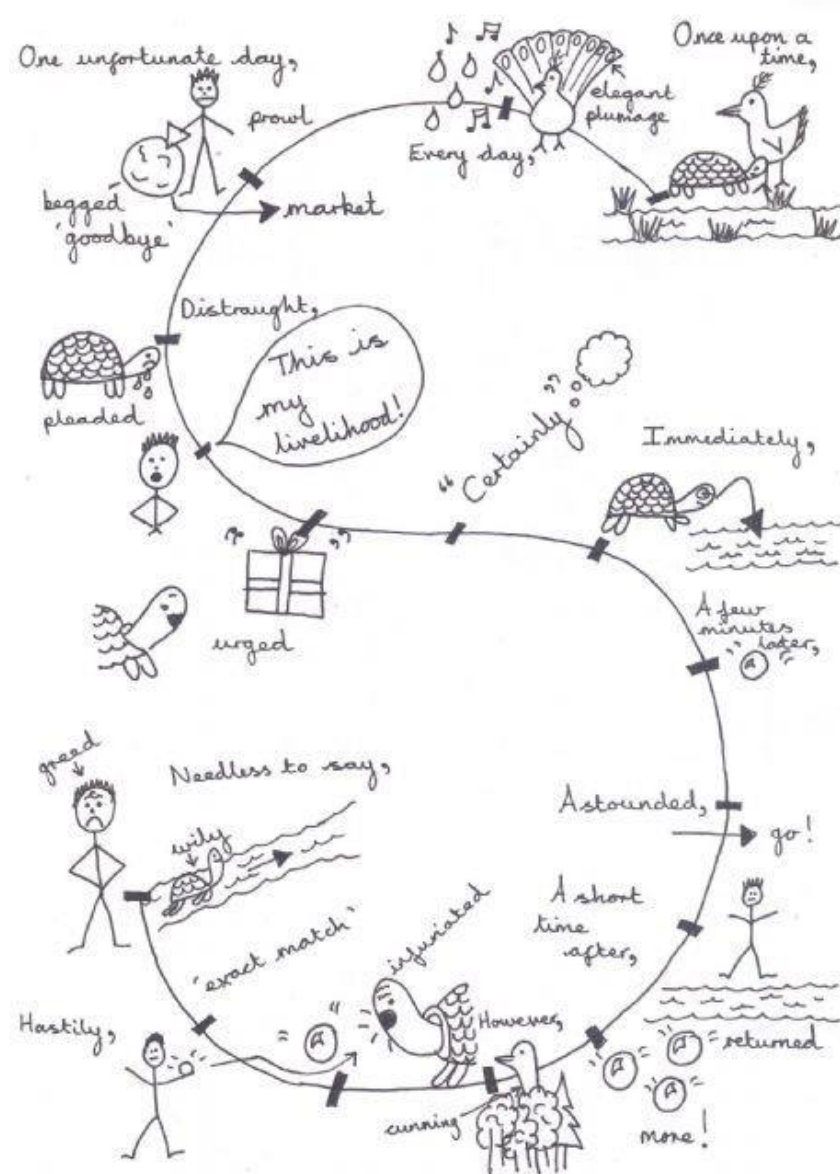 Once upon a
time,
elegant
plumage
Every day,
One unfortunate day,
prowl
begged
'goodbye'
market
Distraught,
pleaded
This is
my
livelihood!
" "
urged
"Certainly"
Immediately,
A few
minutes
later,
Astounded,
go!
A short
time
after,
returned
more!
However,
cunning
infuriated
Hastily,
= "
'exact match'
Needless to say,
wily
greed